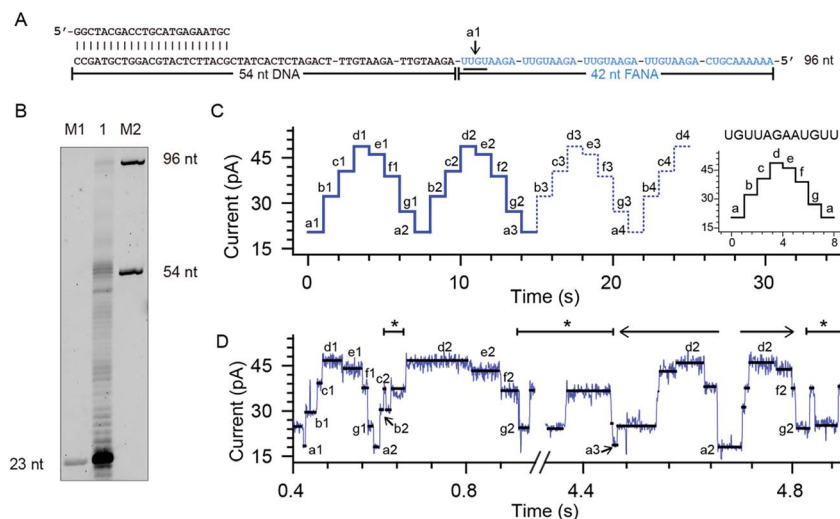 A
a1
5'-GGCTACGACCTGCATGAGAATGC
CCGATGCTGGACGTACTCTTACGCTATCACTCTAGACT-TTGTAAGA-TTGTAAGA-UUGUAAGA-UUGUAAGA-UUGUAAGA-UUGUAAGA-CUGCAAAAAA-5' 96 nt
54 nt DNA 42 nt FANA
B
M1 1 M2
96 nt
54 nt
23 nt
C
Current (pA)
45
30
15
0 10 20 30
Time (s)
a1 b1 c1 d1 e1 f1 g1 a2 b2 c2 d2 e2 f2 g2 a3 b3 c3 d3 e3 f3 g3 a4 b4 c4 d4
UGUUAGAAUGUU
45
30
15
a b c d e f g a
0 4 8
D
Current (pA)
45
30
15
0.4 0.8 4.4 4.8
Time (s)
a1 b1 c1 d1 e1 f1 g1 a2 c2 * b2 d2 e2 f2 g2 * a3 d2 a2 d2 f2 g2 *